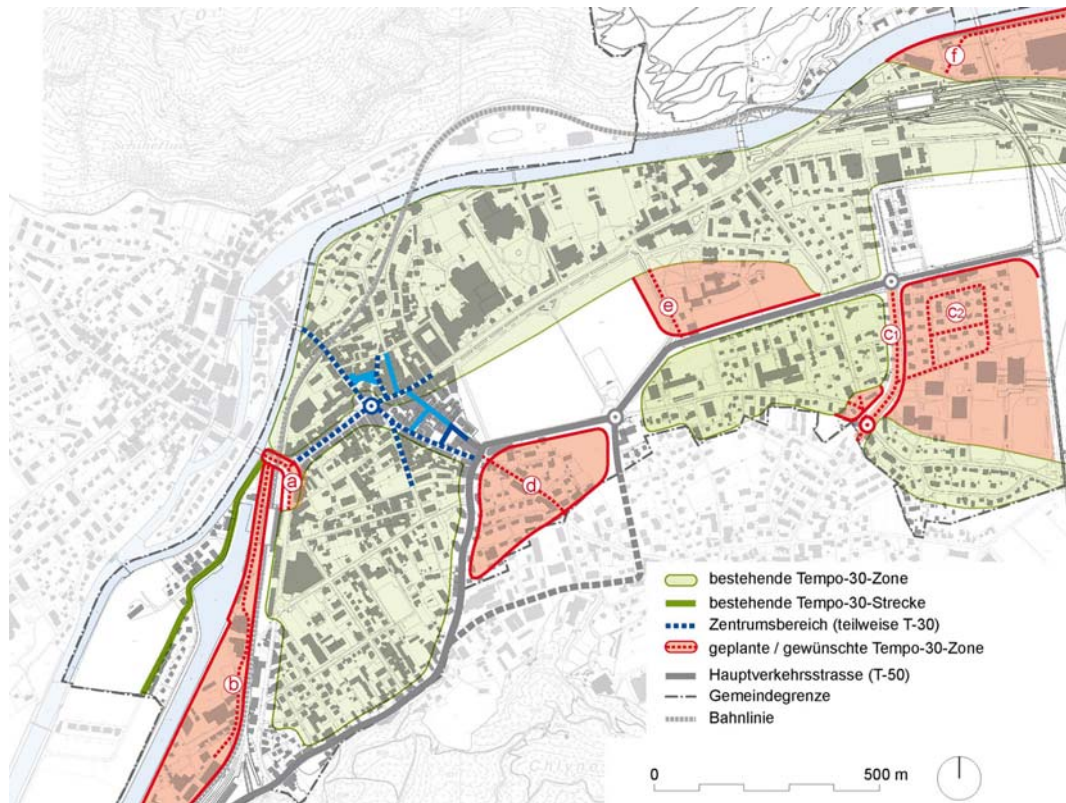 f
e
C2
C1
a
d
b
bestehende Tempo-30-Zone
bestehende Tempo-30-Strecke
Zentrumsbereich (teilweise T-30)
geplante / gewünschte Tempo-30-Zone
Hauptverkehrsstrasse (T-50)
Gemeindegrenze
Bahnlinie
0 500 m